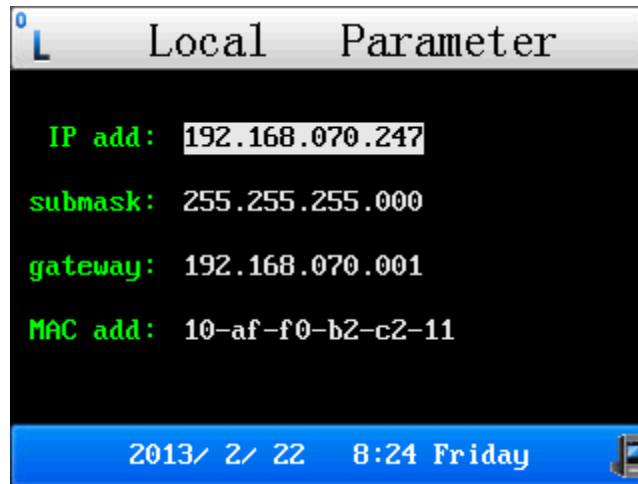 0
L Local Parameter
IP add: 192.168.070.247
submask: 255.255.255.000
gateway: 192.168.070.001
MAC add: 10-af-f0-b2-c2-11
2013/ 2/ 22 8:24 Friday